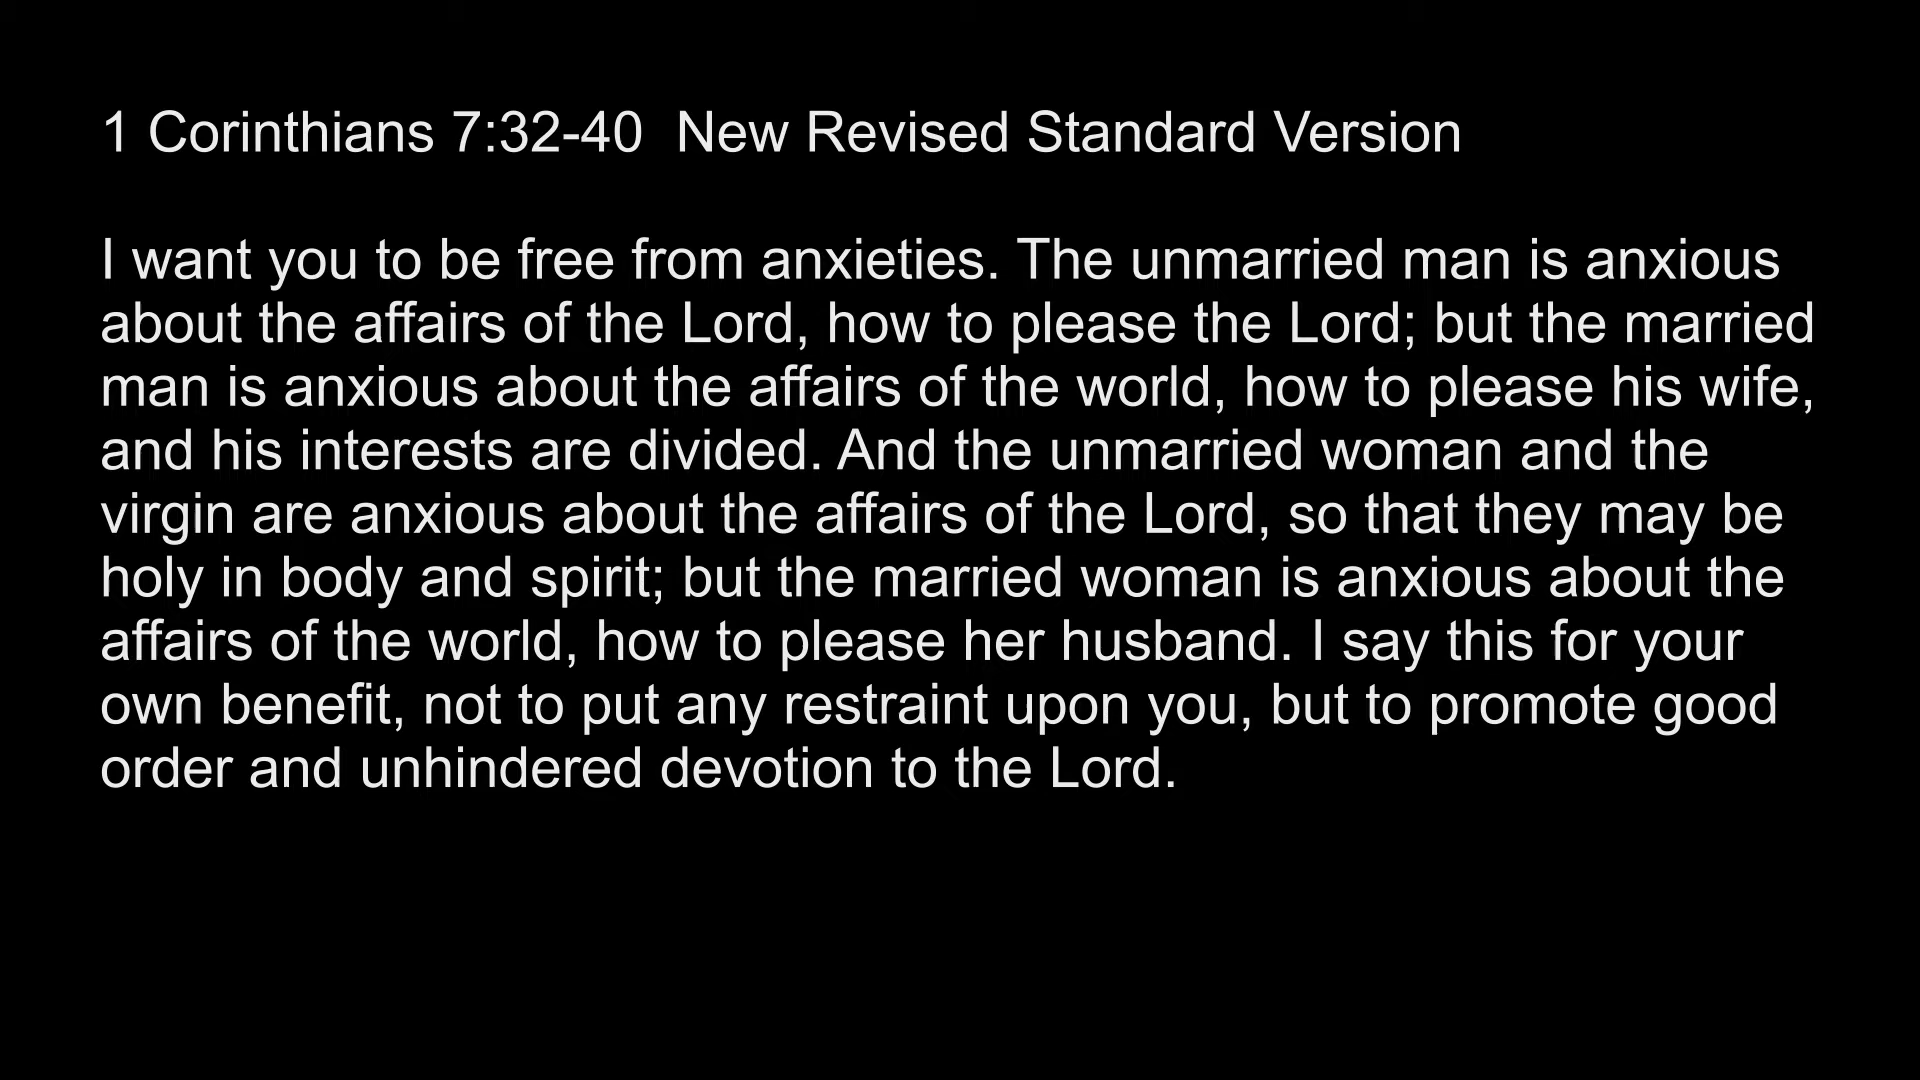 1 Corinthians 7:32-40  New Revised Standard Version
I want you to be free from anxieties. The unmarried man is anxious
about the affairs of the Lord, how to please the Lord; but the married
man is anxious about the affairs of the world, how to please his wife,
and his interests are divided. And the unmarried woman and the
virgin are anxious about the affairs of the Lord, so that they may be
holy in body and spirit; but the married woman is anxious about the
affairs of the world, how to please her husband. I say this for your
own benefit, not to put any restraint upon you, but to promote good
order and unhindered devotion to the Lord.